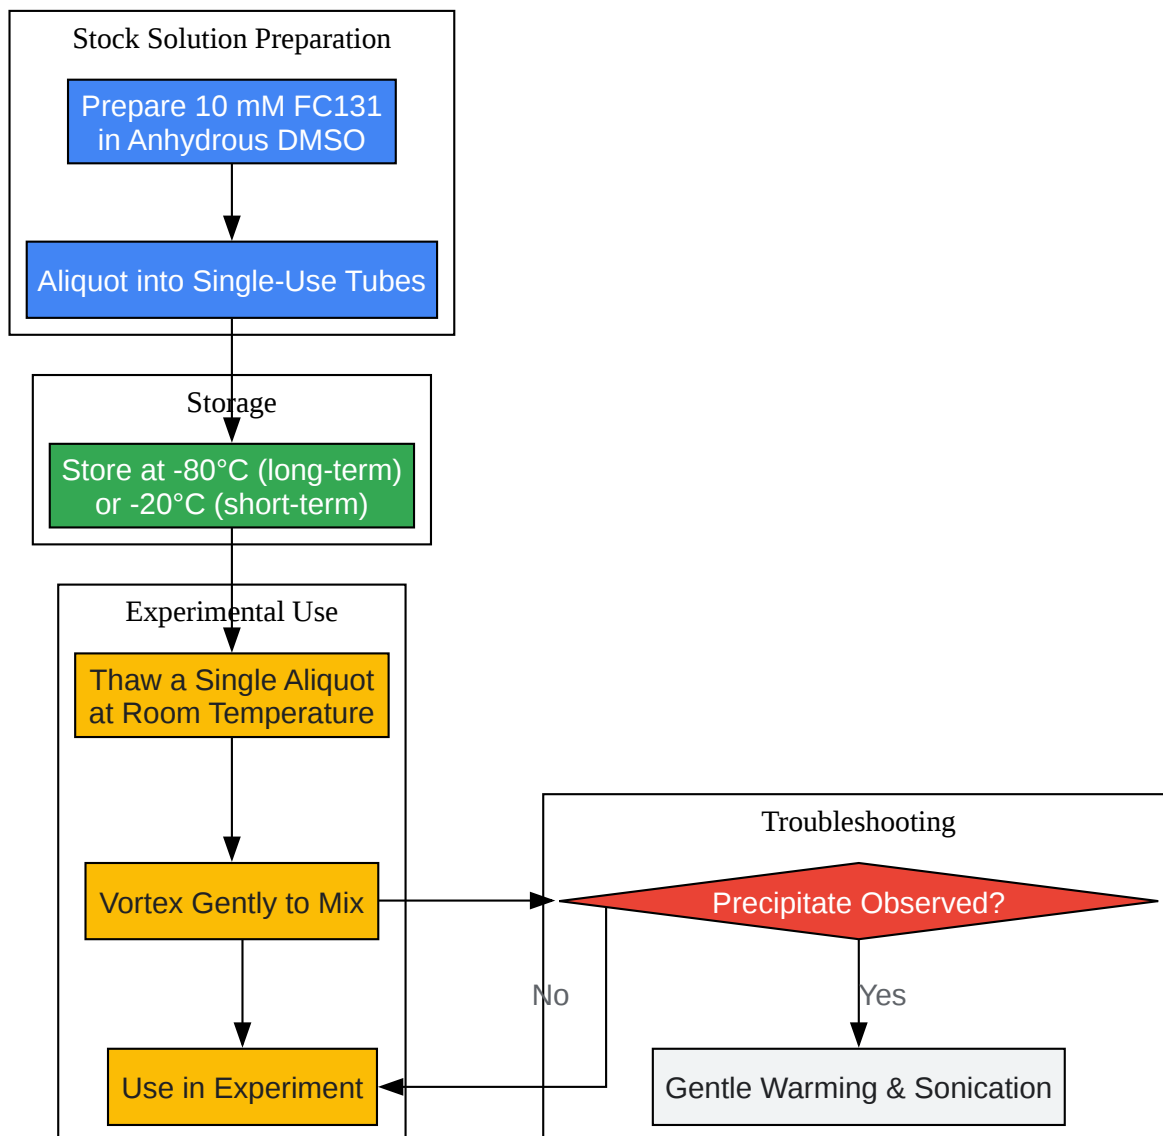 Stock Solution Preparation
Prepare 10 mM FC131
in Anhydrous DMSO
Aliquot into Single-Use Tubes
Storage
Store at -80°C (long-term)
or -20°C (short-term)
Experimental Use
Thaw a Single Aliquot
at Room Temperature
Vortex Gently to Mix
Troubleshooting
Precipitate Observed?
No
Yes
Use in Experiment
Gentle Warming & Sonication